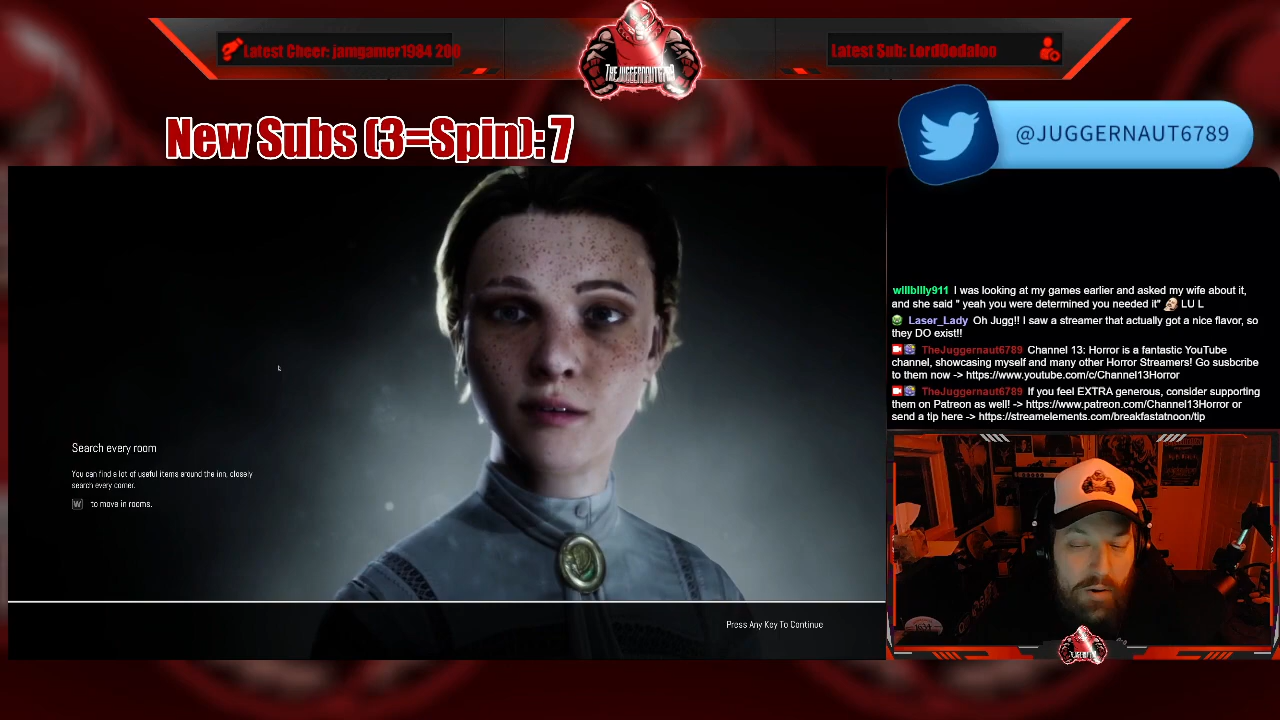 Latest Cheer: jamgamer1984 200
THEJUGGERNAUT6789
Latest Sub: LordOodaloo
New Subs (3=Spin): 7
@JUGGERNAUT6789
willbilly911 I was looking at my games earlier and asked my wife about it,
and she said " yeah you were determined you needed it" LU L
Laser_Lady Oh Jugg!! I saw a streamer that actually got a nice flavor, so
they DO exist!!
TheJuggernaut6789 Channel 13: Horror is a fantastic YouTube
channel, showcasing myself and many other Horror Streamers! Go susbcribe
to them now -> https://www.youtube.com/c/Channel13Horror
TheJuggernaut6789 If you feel EXTRA generous, consider supporting
them on Patreon as well! -> https://www.patreon.com/Channel13Horror or
send a tip here -> https://streamelements.com/breakfastatnoon/tip
Search every room
You can find a lot of useful items around the inn, closely
search every corner.
W to move in rooms.
Press Any Key To Continue